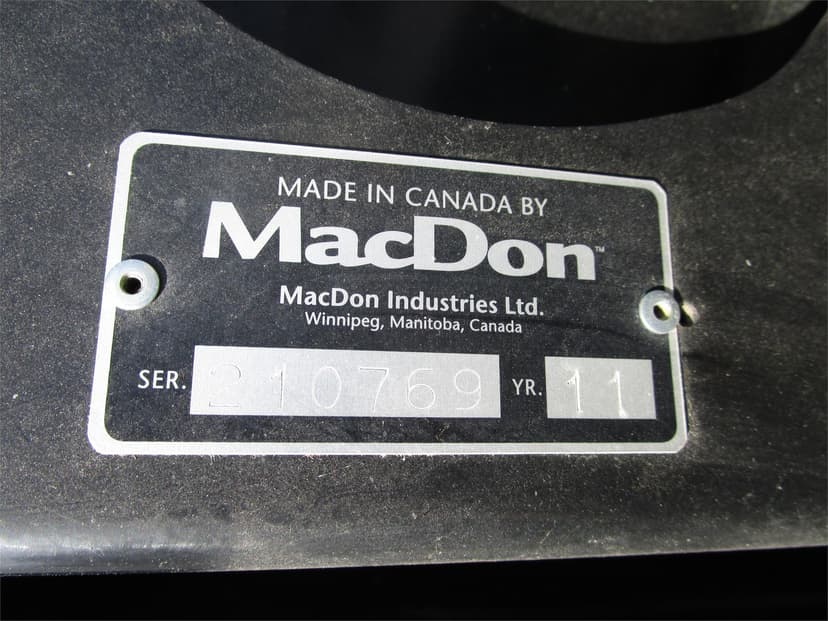 MADE IN CANADA BY
MacDon™
MacDon Industries Ltd.
Winnipeg, Manitoba, Canada
SER. 210769 YR. 11